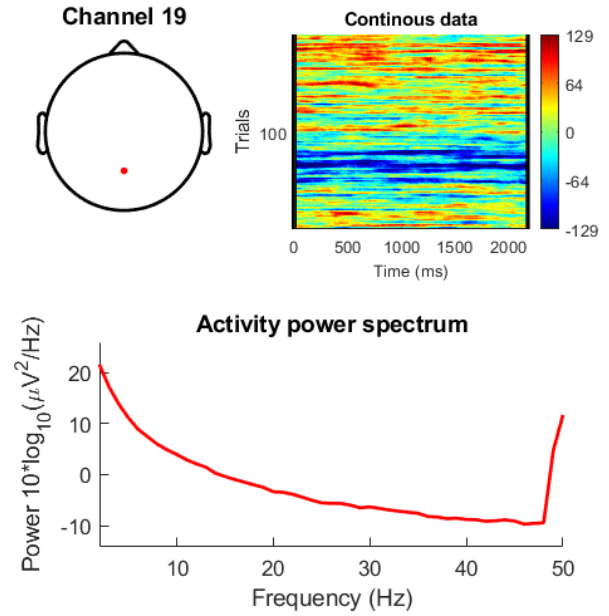 Channel 19
Continous data
Trials
100
129
64
0
-64
-129
0 500 1000 1500 2000
Time (ms)
Activity power spectrum
Power 10*log₁₀(μV²/Hz)
20
10
0
-10
10 20 30 40 50
Frequency (Hz)